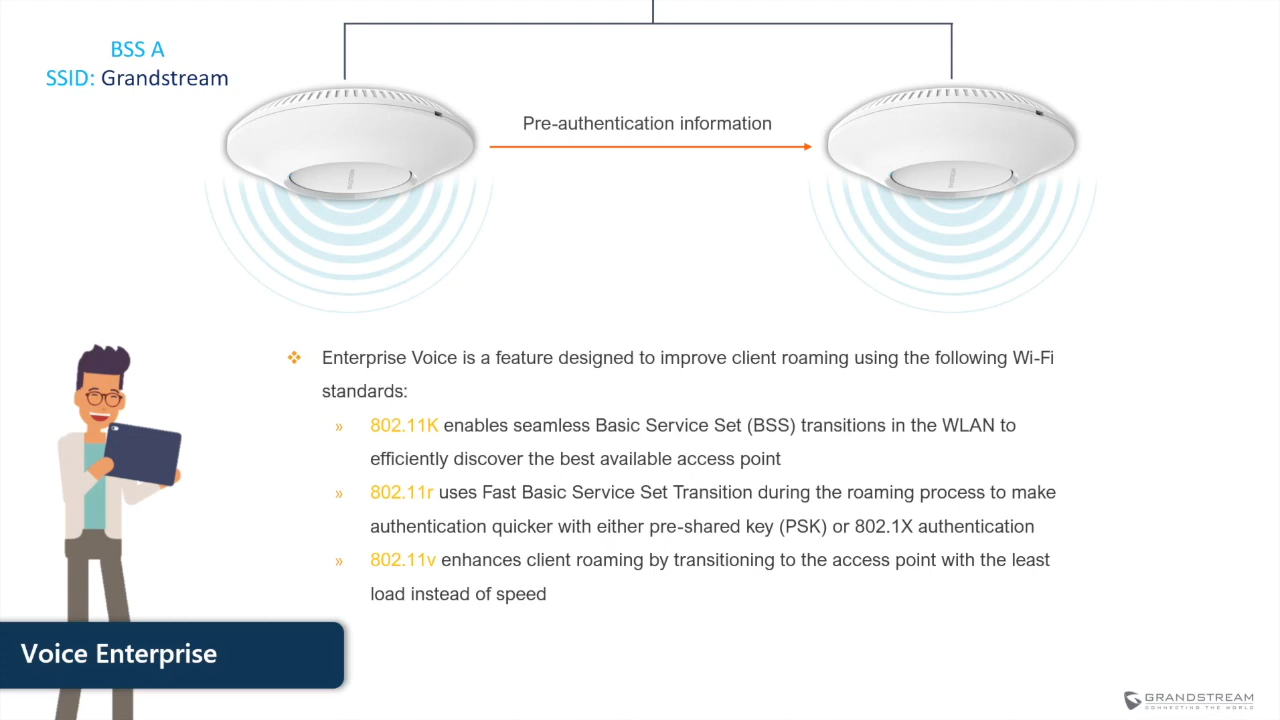 BSS A
SSID: Grandstream
Pre-authentication information
Enterprise Voice is a feature designed to improve client roaming using the following Wi-Fi
standards:
» 802.11K enables seamless Basic Service Set (BSS) transitions in the WLAN to
efficiently discover the best available access point
» 802.11r uses Fast Basic Service Set Transition during the roaming process to make
authentication quicker with either pre-shared key (PSK) or 802.1X authentication
» 802.11v enhances client roaming by transitioning to the access point with the least
load instead of speed
Voice Enterprise
GRANDSTREAM
CONNECTING THE WORLD